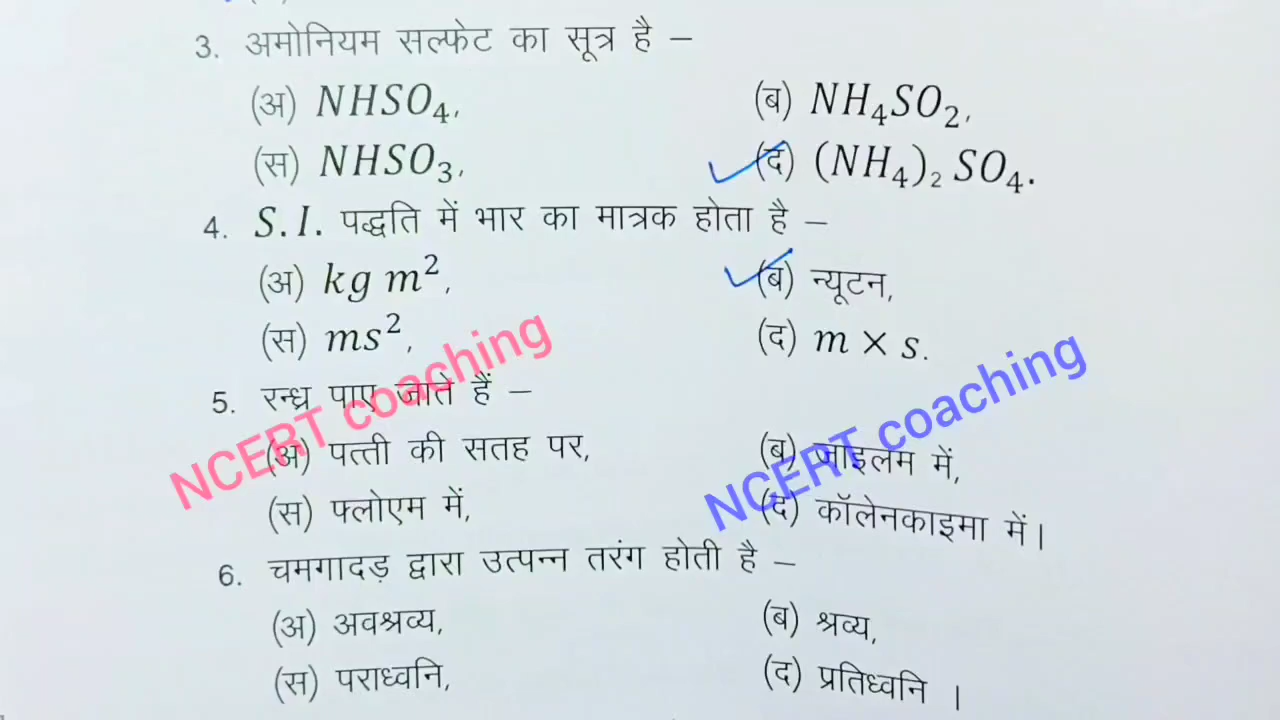 3. अमोनियम सल्फेट का सूत्र है –
(अ) NHSO₄, (ब) NH₄SO₂,
(स) NHSO₃, (द) (NH₄)₂ SO₄.
4. S.I. पद्धति में भार का मात्रक होता है –
(अ) kg m², (ब) न्यूटन,
(स) ms², (द) m × s.
5. रन्ध्र पाए जाते हैं –
(अ) पत्ती की सतह पर, (ब) जाइलम में,
(स) फ्लोएम में, (द) कॉलेनकाइमा में।
6. चमगादड़ द्वारा उत्पन्न तरंग होती है –
(अ) अवश्रव्य, (ब) श्रव्य,
(स) पराध्वनि, (द) प्रतिध्वनि ।
NCERT coaching
NCERT coaching